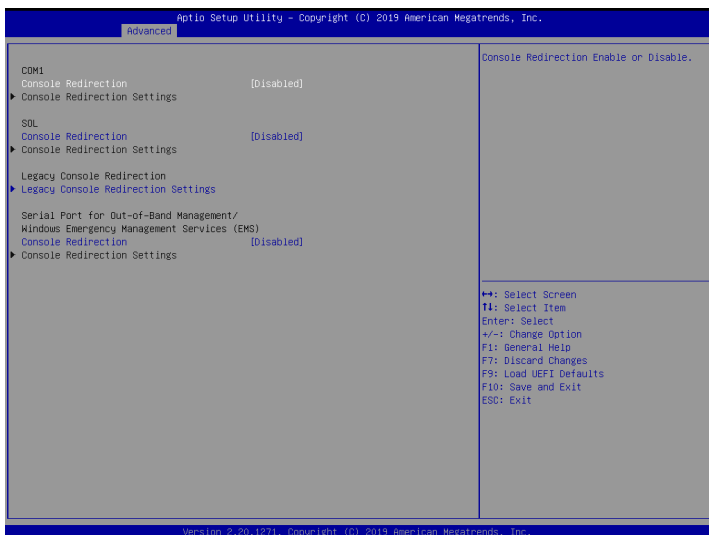 Aptio Setup Utility – Copyright (C) 2019 American Megatrends, Inc.
Advanced
COM1
Console Redirection [Disabled]
Console Redirection Settings
SOL
Console Redirection [Disabled]
Console Redirection Settings
Legacy Console Redirection
Legacy Console Redirection Settings
Serial Port for Out-of-Band Management/
Windows Emergency Management Services (EMS)
Console Redirection [Disabled]
Console Redirection Settings
Console Redirection Enable or Disable.
↔: Select Screen
↑↓: Select Item
Enter: Select
+/-: Change Option
F1: General Help
F7: Discard Changes
F9: Load UEFI Defaults
F10: Save and Exit
ESC: Exit
Version 2.20.1271. Copyright (C) 2019 American Megatrends, Inc.